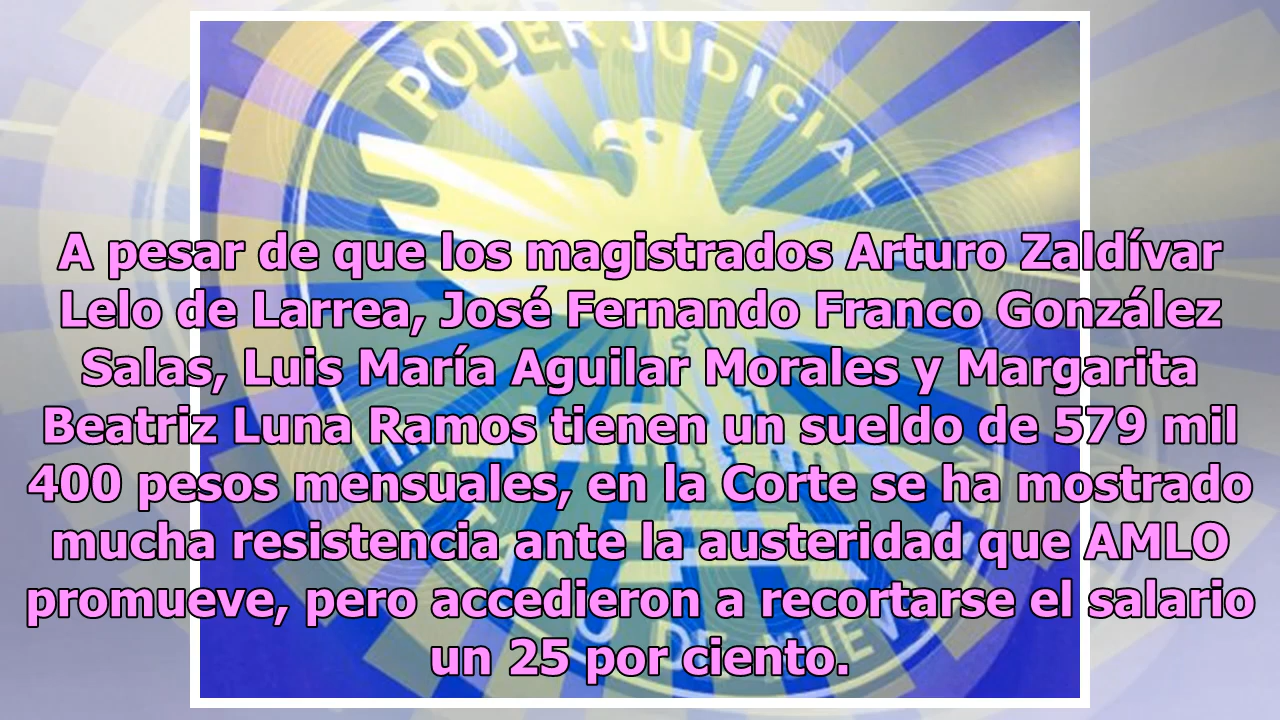 PODER JUDICIAL
A pesar de que los magistrados Arturo Zaldívar
Lelo de Larrea, José Fernando Franco González
Salas, Luis María Aguilar Morales y Margarita
Beatriz Luna Ramos tienen un sueldo de 579 mil
400 pesos mensuales, en la Corte se ha mostrado
mucha resistencia ante la austeridad que AMLO
promueve, pero accedieron a recortarse el salario
un 25 por ciento.